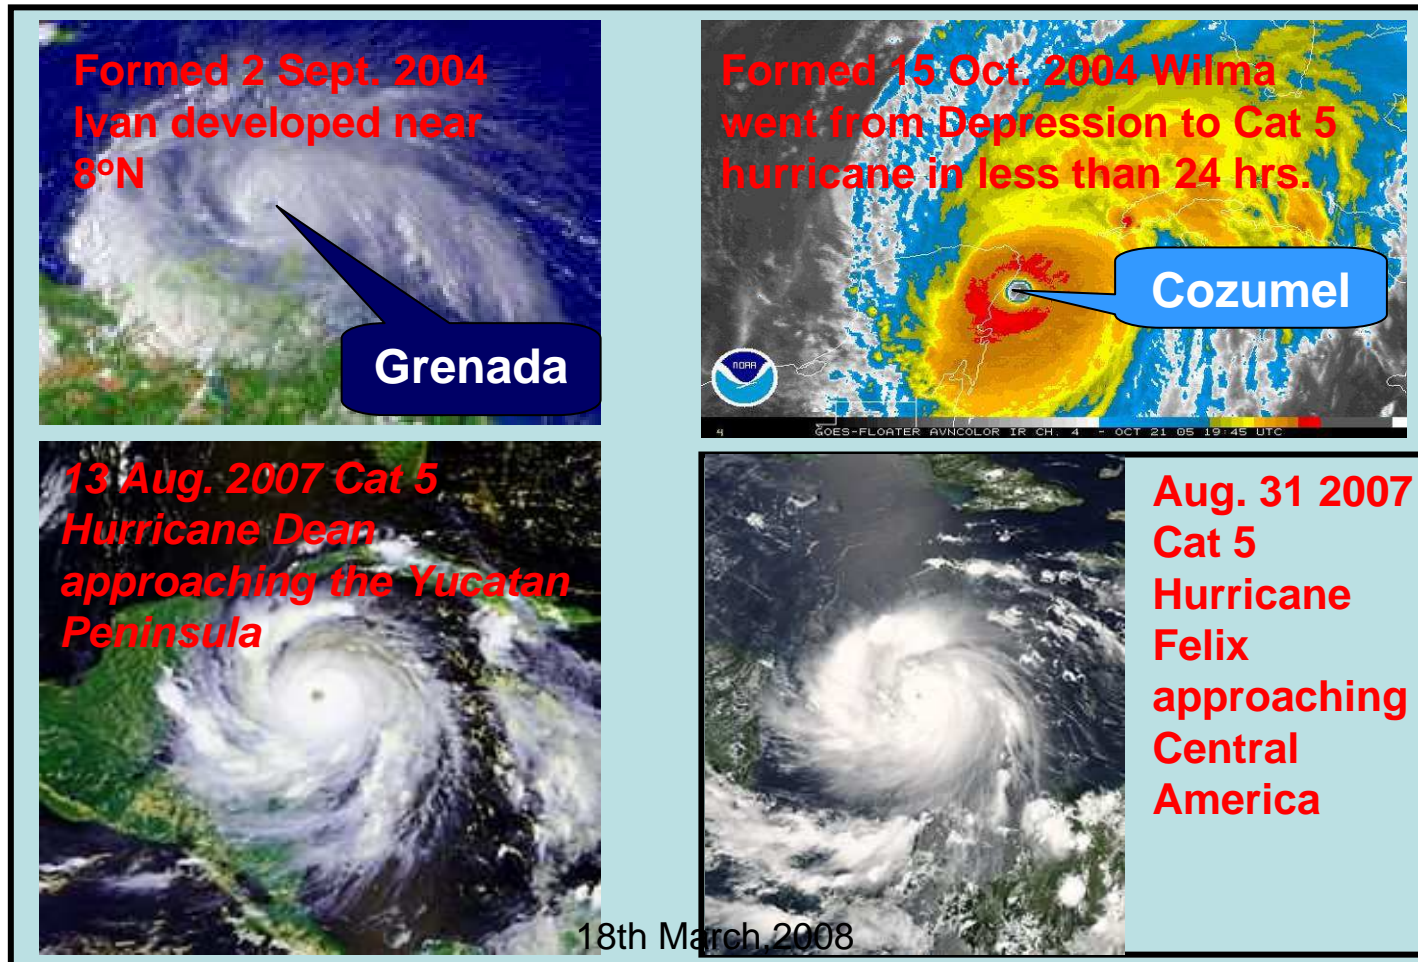 Formed 2 Sept. 2004
Ivan developed near
8ºN
Grenada
Formed 15 Oct. 2004 Wilma
went from Depression to Cat 5
hurricane in less than 24 hrs.
Cozumel
NOAA
4 GOES-FLOATER AVNCOLOR IR CH. 4 - OCT 21 05 19:45 UTC
13 Aug. 2007 Cat 5
Hurricane Dean
approaching the Yucatan
Peninsula
Aug. 31 2007
Cat 5
Hurricane
Felix
approaching
Central
America
18th March,2008